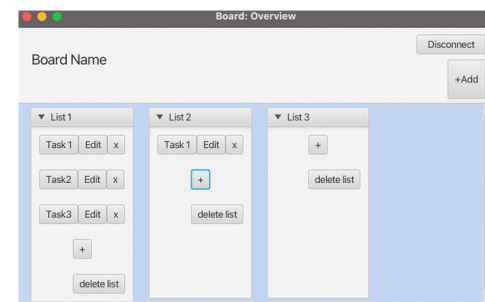 Board: Overview
Disconnect
Board Name
+Add
▼ List 1
Task 1 Edit x
Task2 Edit x
Task3 Edit x
+
delete list
▼ List 2
Task 1 Edit x
+
delete list
▼ List 3
+
delete list